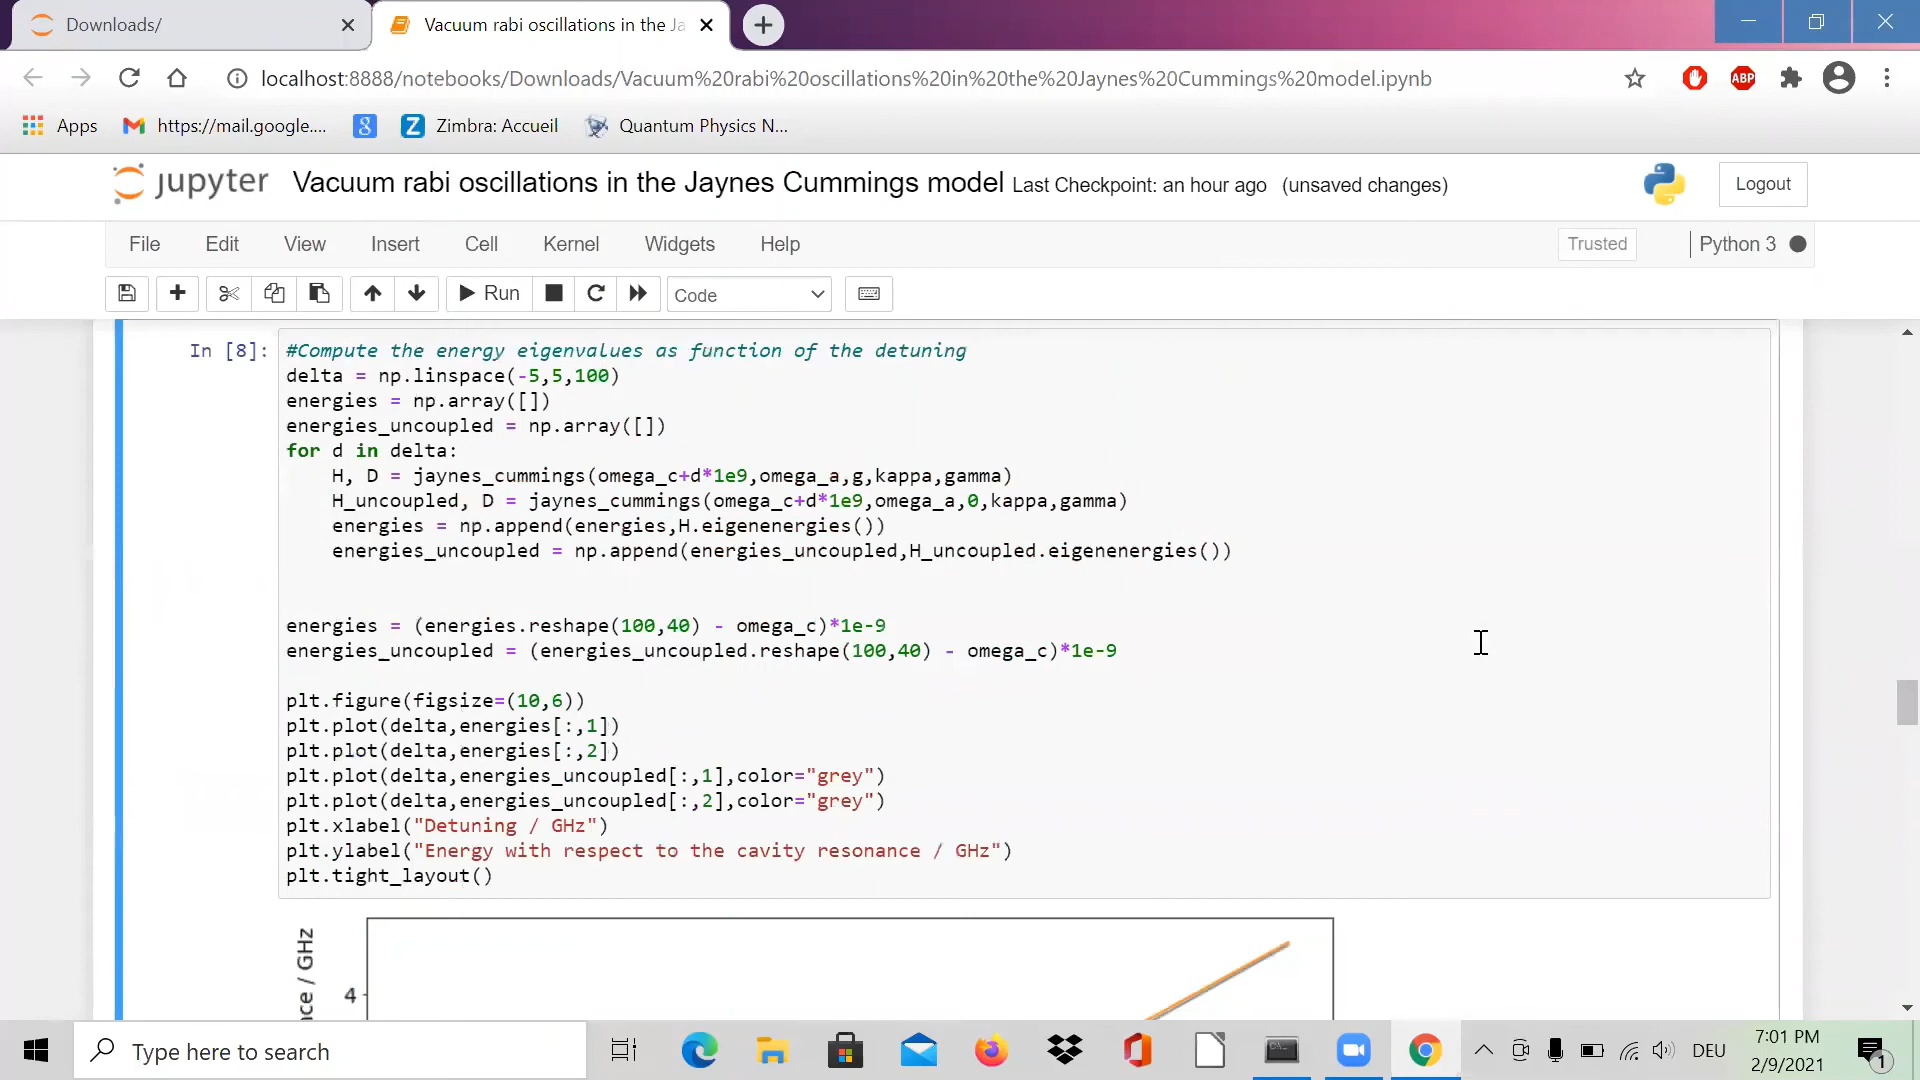 Downloads/
Vacuum rabi oscillations in the Ja
localhost:8888/notebooks/Downloads/Vacuum%20rabi%20oscillations%20in%20the%20Jaynes%20Cummings%20model.ipynb
ABP
Apps
https://mail.google....
Zimbra: Accueil
Quantum Physics N...
jupyter
Vacuum rabi oscillations in the Jaynes Cummings model Last Checkpoint: an hour ago (unsaved changes)
Logout
File Edit View Insert Cell Kernel Widgets Help
Trusted
Python 3
Run
Code
In [8]:
#Compute the energy eigenvalues as function of the detuning
delta = np.linspace(-5,5,100)
energies = np.array([])
energies_uncoupled = np.array([])
for d in delta:
    H, D = jaynes_cummings(omega_c+d*1e9,omega_a,g,kappa,gamma)
    H_uncoupled, D = jaynes_cummings(omega_c+d*1e9,omega_a,0,kappa,gamma)
    energies = np.append(energies,H.eigenenergies())
    energies_uncoupled = np.append(energies_uncoupled,H_uncoupled.eigenenergies())
energies = (energies.reshape(100,40) - omega_c)*1e-9
energies_uncoupled = (energies_uncoupled.reshape(100,40) - omega_c)*1e-9
plt.figure(figsize=(10,6))
plt.plot(delta,energies[:,1])
plt.plot(delta,energies[:,2])
plt.plot(delta,energies_uncoupled[:,1],color="grey")
plt.plot(delta,energies_uncoupled[:,2],color="grey")
plt.xlabel("Detuning / GHz")
plt.ylabel("Energy with respect to the cavity resonance / GHz")
plt.tight_layout()
nce / GHz
4
Type here to search
DEU
7:01 PM
2/9/2021
1